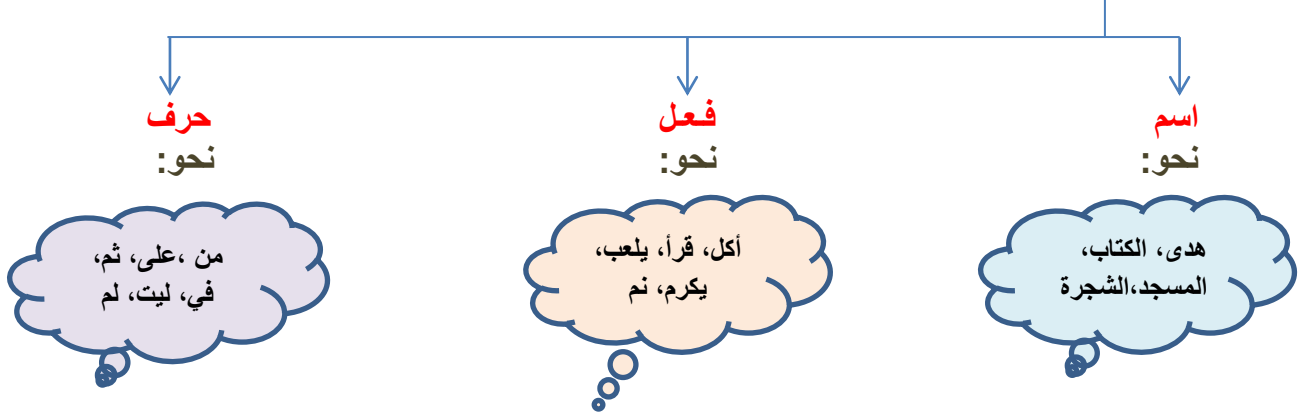 اسم
نحو:
هدى، الكتاب،
المسجد،الشجرة
فـعـل
نحو:
أكل، قرأ، يلعب،
يكرم، نم
حرف
نحو:
من ،على، ثم،
في، ليت، لم